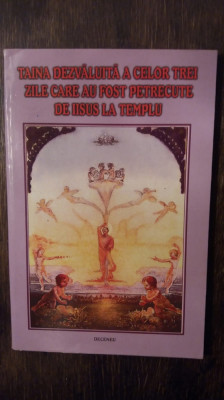 TAINA DEZVĂLUITĂ A CELOR TREI
ZILE CARE AU FOST PETRECUTE
DE IISUS LA TEMPLU